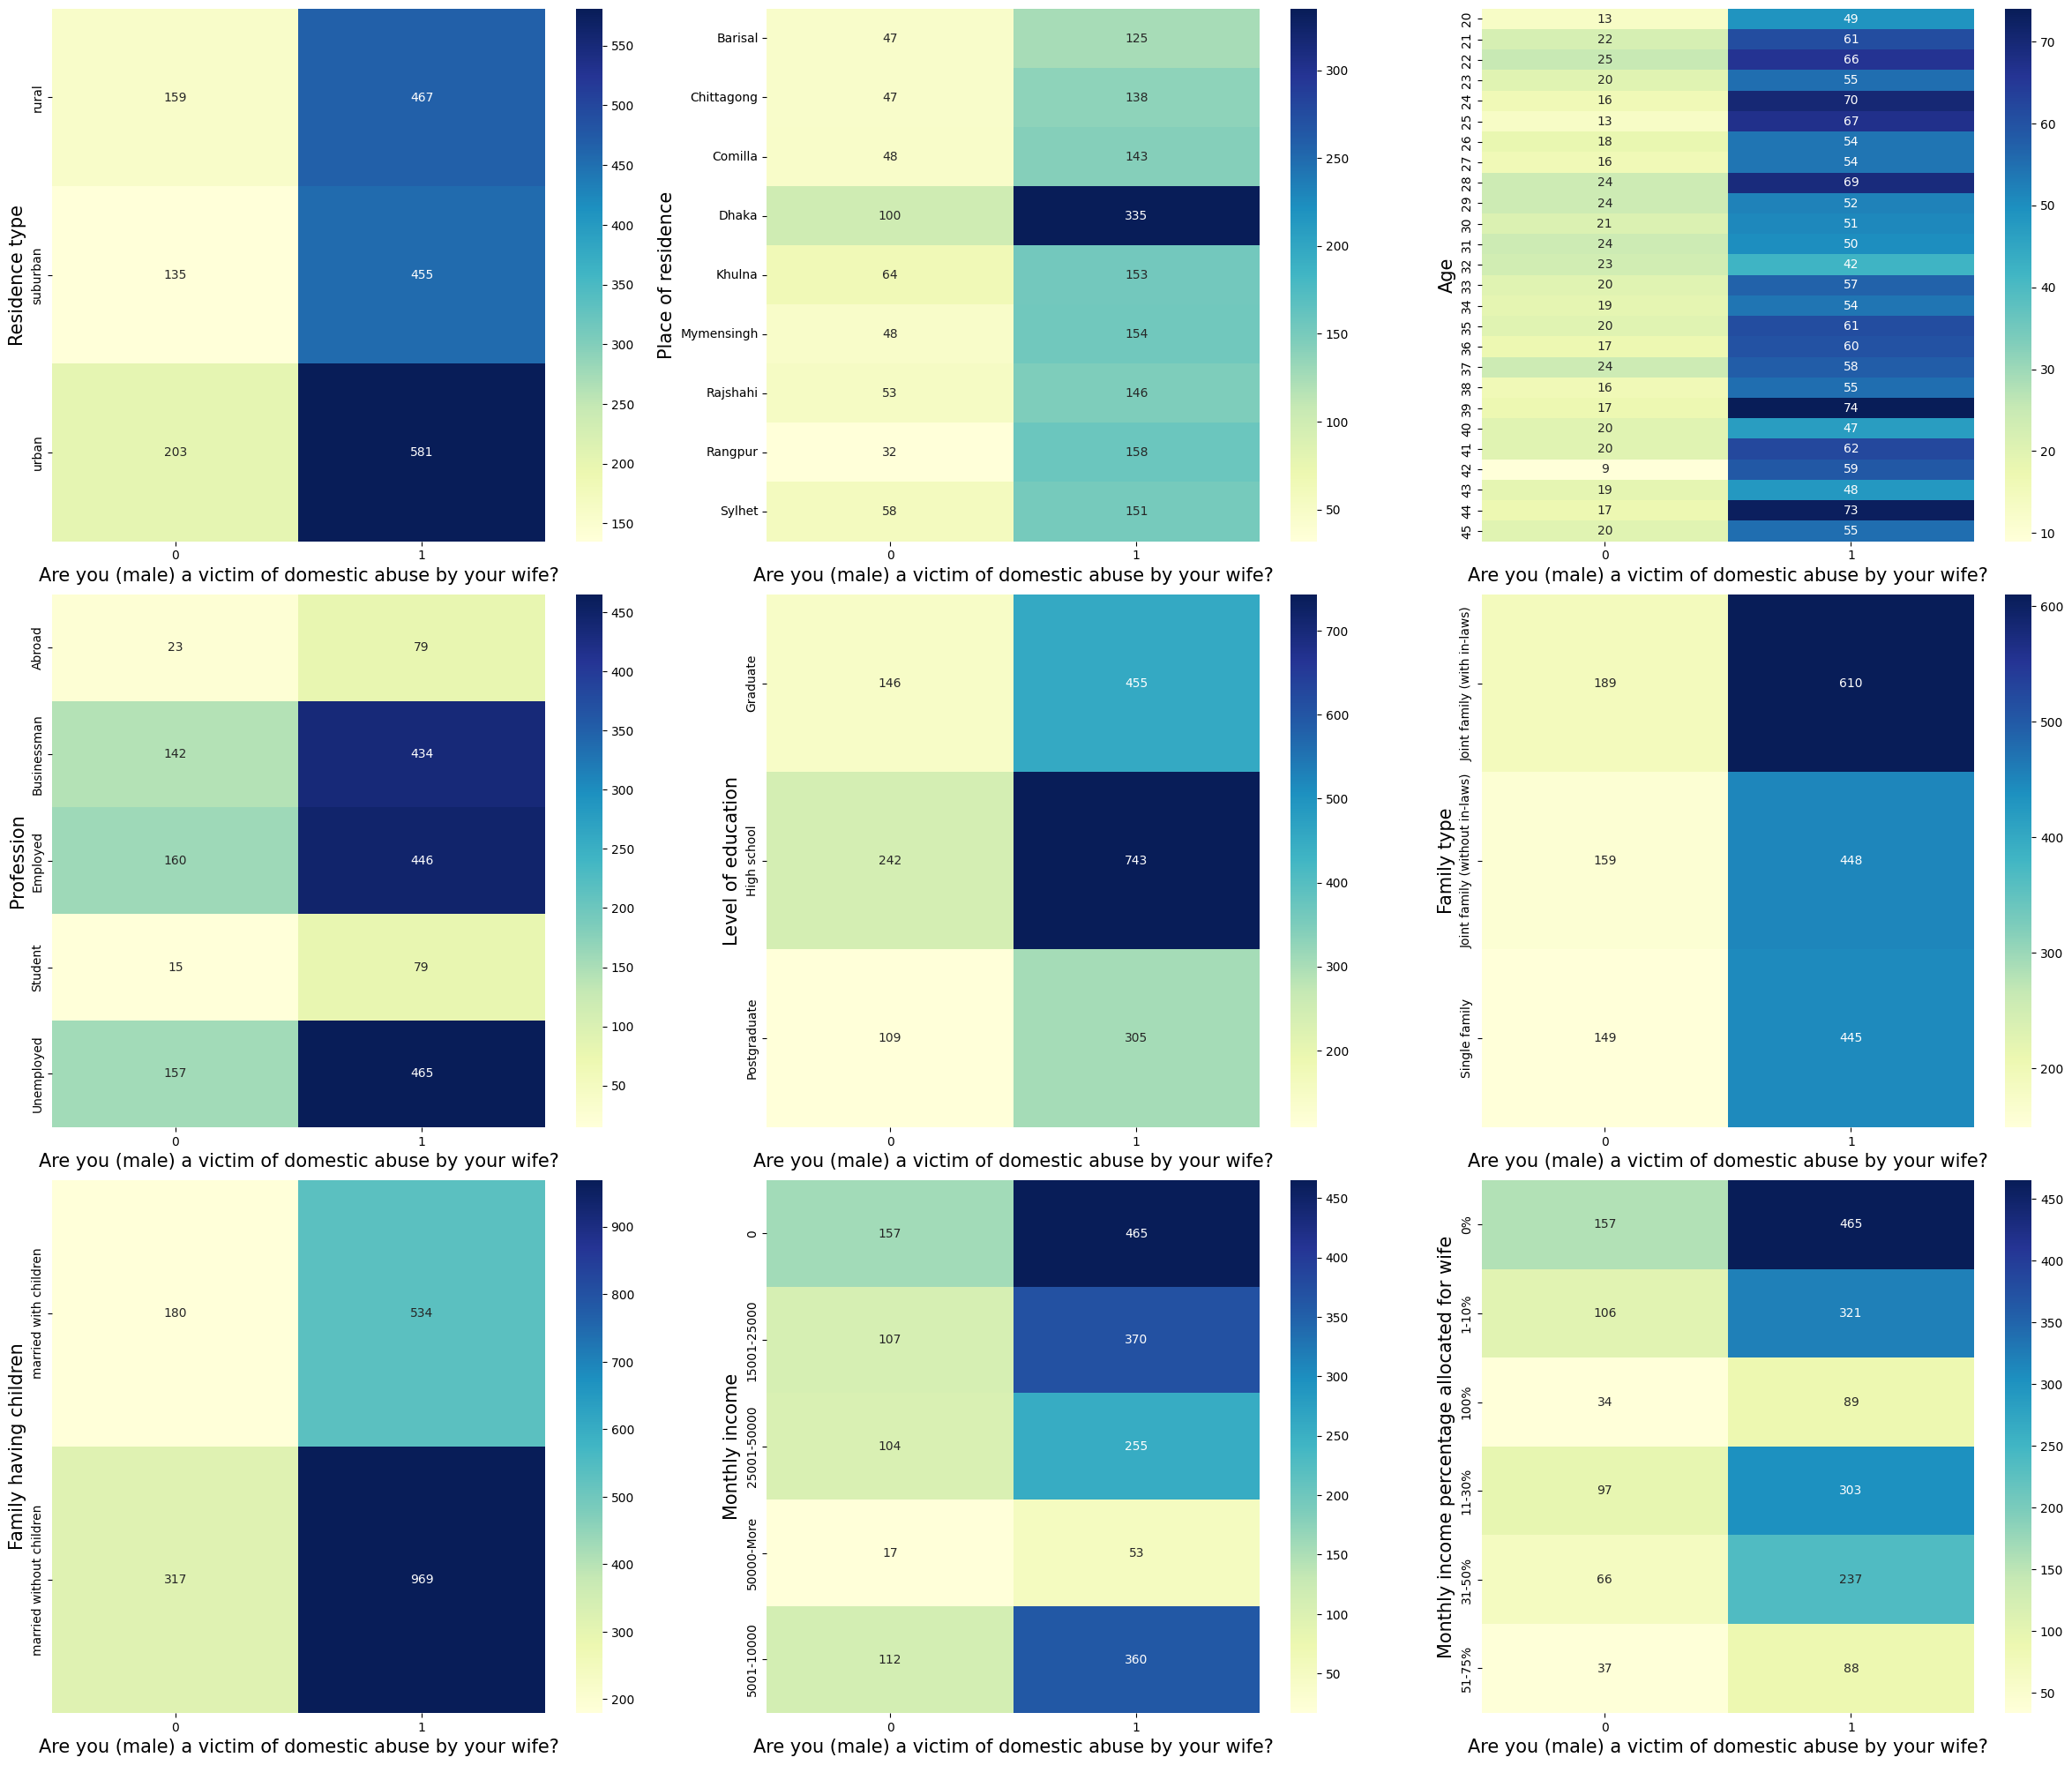 Residence type
rural 159 467
suburban 135 455
urban 203 581
0 1
Are you (male) a victim of domestic abuse by your wife?
550
500
450
400
350
300
250
200
150
Place of residence
Barisal 47 125
Chittagong 47 138
Comilla 48 143
Dhaka 100 335
Khulna 64 153
Mymensingh 48 154
Rajshahi 53 146
Rangpur 32 158
Sylhet 58 151
0 1
Are you (male) a victim of domestic abuse by your wife?
300
250
200
150
100
50
Age
20 13 49
21 22 61
22 25 66
23 20 55
24 16 70
25 13 67
26 18 54
27 16 54
28 24 69
29 24 52
30 21 51
31 24 50
32 23 42
33 20 57
34 19 54
35 20 61
36 17 60
37 24 58
38 16 55
39 17 74
40 20 47
41 20 62
42 9 59
43 19 48
44 17 73
45 20 55
0 1
Are you (male) a victim of domestic abuse by your wife?
70
60
50
40
30
20
10
Profession
Abroad 23 79
Businessman 142 434
Employed 160 446
Student 15 79
Unemployed 157 465
0 1
Are you (male) a victim of domestic abuse by your wife?
450
400
350
300
250
200
150
100
50
Level of education
Graduate 146 455
High school 242 743
Postgraduate 109 305
0 1
Are you (male) a victim of domestic abuse by your wife?
700
600
500
400
300
200
Family type
Joint family (with in-laws) 189 610
Joint family (without in-laws) 159 448
Single family 149 445
0 1
Are you (male) a victim of domestic abuse by your wife?
600
500
400
300
200
Family having children
married with children 180 534
married without children 317 969
0 1
Are you (male) a victim of domestic abuse by your wife?
900
800
700
600
500
400
300
200
Monthly income
0 157 465
15001-25000 107 370
25001-50000 104 255
50000-More 17 53
5001-10000 112 360
0 1
Are you (male) a victim of domestic abuse by your wife?
450
400
350
300
250
200
150
100
50
Monthly income percentage allocated for wife
0% 157 465
1-10% 106 321
100% 34 89
11-30% 97 303
31-50% 66 237
51-75% 37 88
0 1
Are you (male) a victim of domestic abuse by your wife?
450
400
350
300
250
200
150
100
50